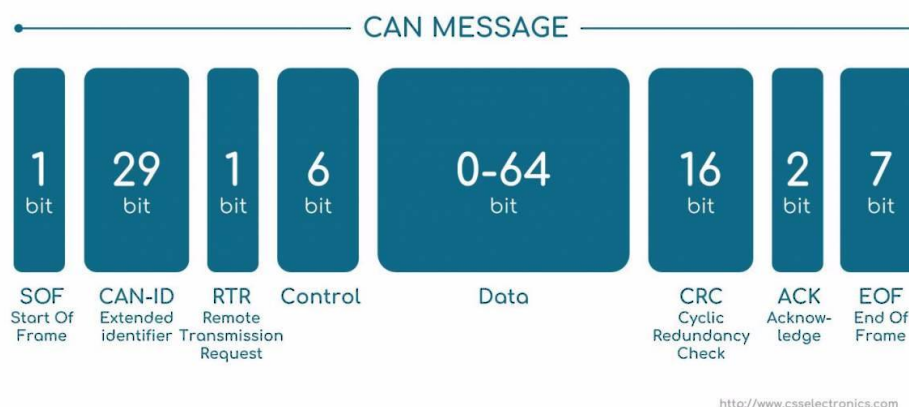 CAN MESSAGE
1 29 1 6 0-64 16 2 7
bit bit bit bit bit bit bit bit
SOF CAN-ID RTR Control Data CRC ACK EOF
Start Of Extended Remote Cyclic Acknow- End Of
Frame identifier Transmission Redundancy ledge Frame
Request Check
http://www.csselectronics.com